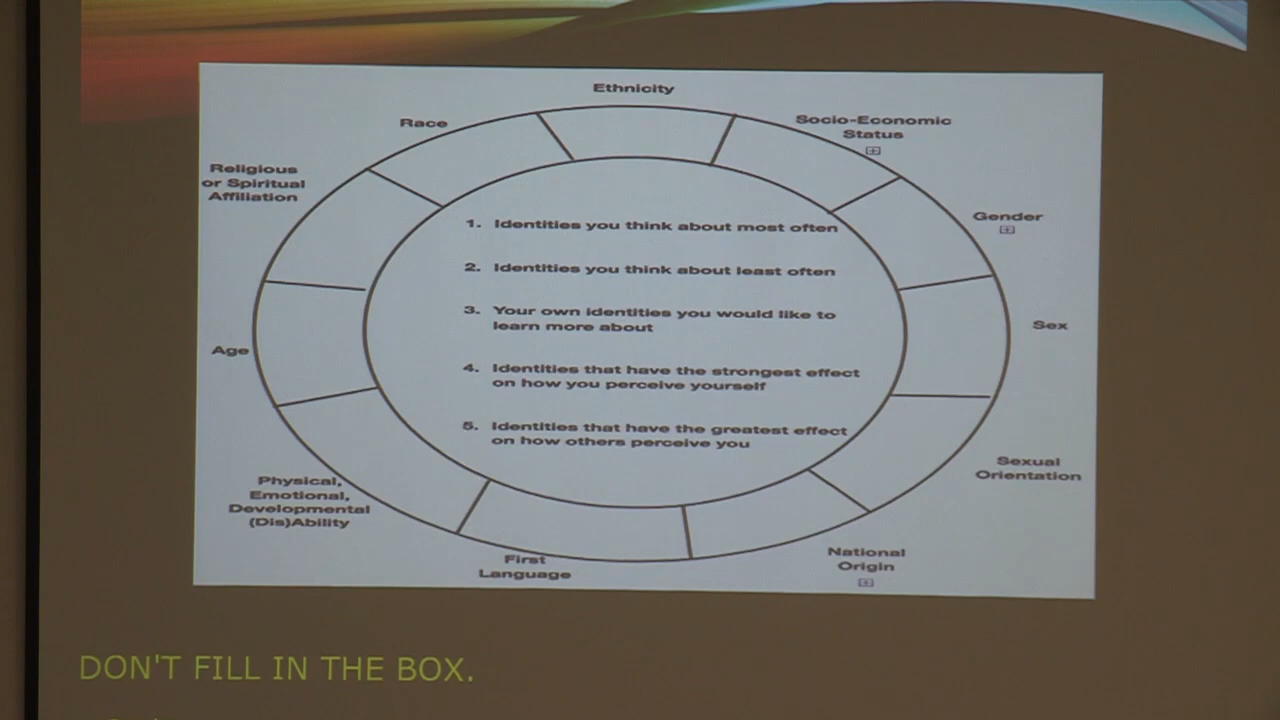 Ethnicity
Race
Socio-Economic
Status
Religious
or Spiritual
Affiliation
Gender
1. Identities you think about most often
2. Identities you think about least often
3. Your own identities you would like to
learn more about
Sex
Age
4. Identities that have the strongest effect
on how you perceive yourself
5. Identities that have the greatest effect
on how others perceive you
Sexual
Orientation
Physical,
Emotional,
Developmental
(Dis)Ability
First
Language
National
Origin
DON'T FILL IN THE BOX.